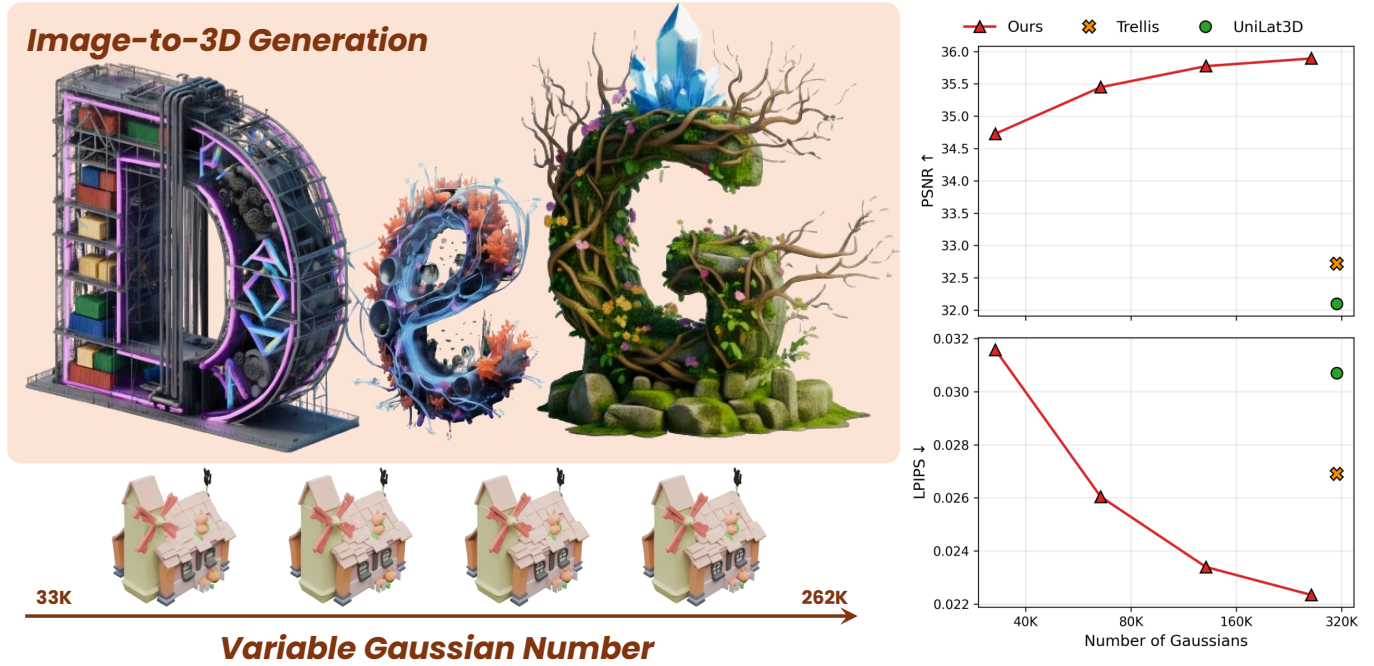 Image-to-3D Generation
33K
262K
Variable Gaussian Number
Ours
Trellis
UniLat3D
PSNR ↑
36.0
35.5
35.0
34.5
34.0
33.5
33.0
32.5
32.0
LPIPS ↓
0.032
0.030
0.028
0.026
0.024
0.022
40K
80K
160K
320K
Number of Gaussians